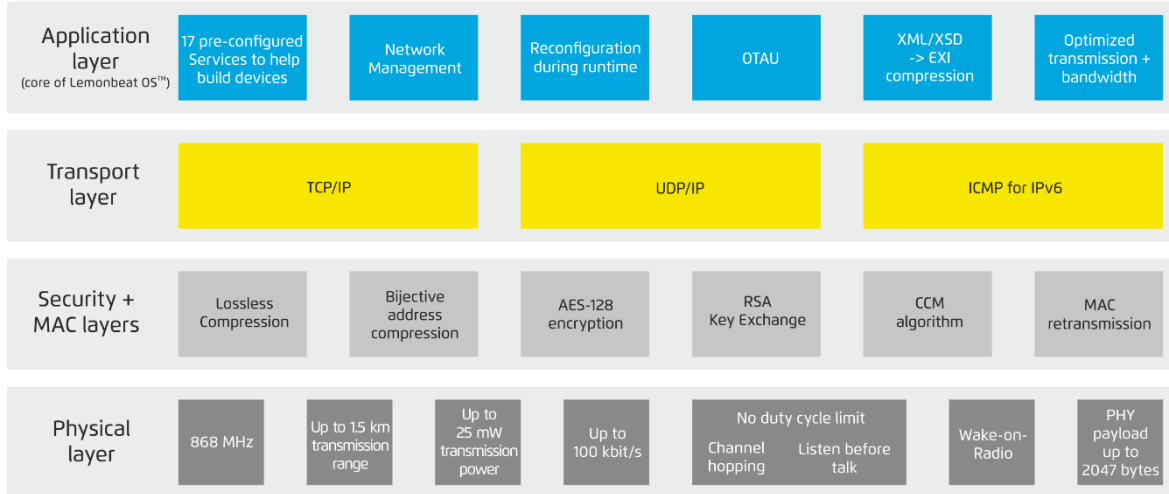 Application
layer
(core of Lemonbeat OS™)
17 pre-configured
Services to help
build devices
Network
Management
Reconfiguration
during runtime
OTAU
XML/XSD
-> EXI
compression
Optimized
transmission +
bandwidth
Transport
layer
TCP/IP
UDP/IP
ICMP for IPv6
Security +
MAC layers
Lossless
Compression
Bijective
address
compression
AES-128
encryption
RSA
Key Exchange
CCM
algorithm
MAC
retransmission
Physical
layer
868 MHz
Up to 1.5 km
transmission
range
Up to
25 mW
transmission
power
Up to
100 kbit/s
No duty cycle limit
Channel
hopping
Listen before
talk
Wake-on-
Radio
PHY
payload
up to
2047 bytes